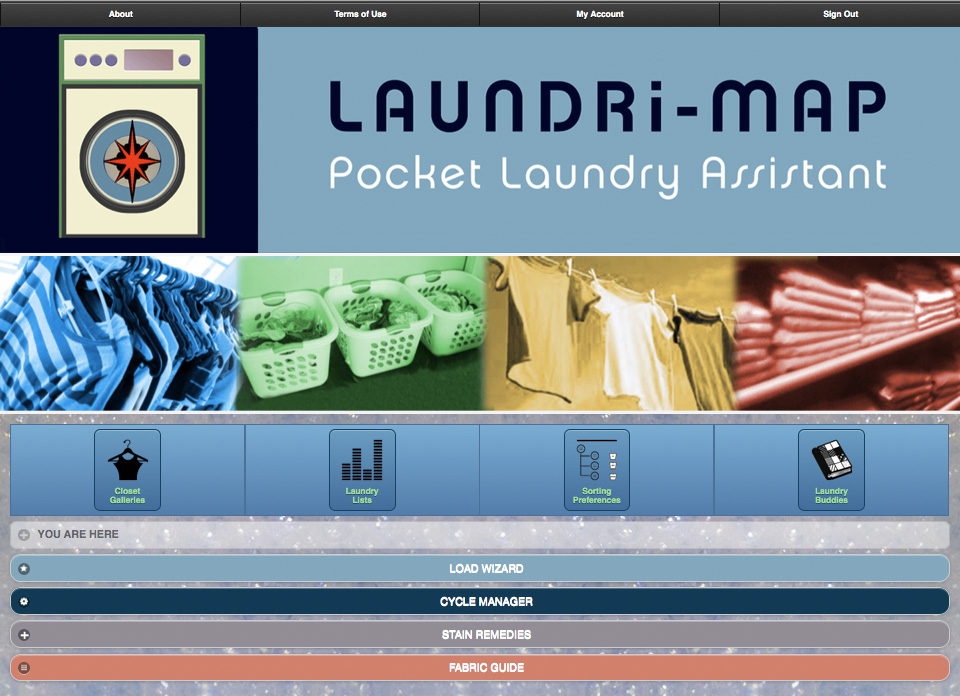 About
Terms of Use
My Account
Sign Out
LAUNDRi-MAP
Pocket Laundry Assistant
Closet
Galleries
Laundry
Lists
Sorting
Preferences
Laundry
Buddies
YOU ARE HERE
LOAD WIZARD
CYCLE MANAGER
STAIN REMEDIES
FABRIC GUIDE